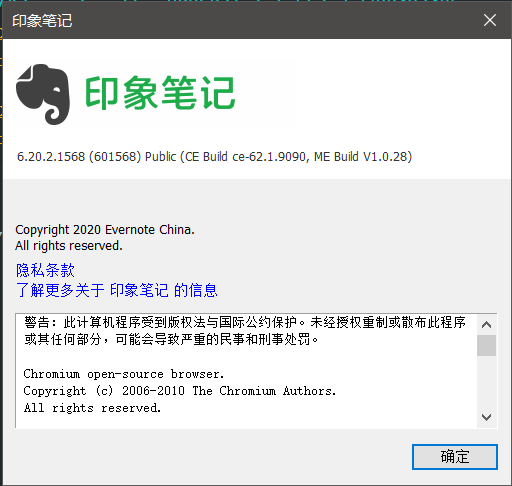 印象笔记
印象笔记
6.20.2.1568 (601568) Public (CE Build ce-62.1.9090, ME Build V1.0.28)
Copyright 2020 Evernote China.
All rights reserved.
隐私条款
了解更多关于 印象笔记 的信息
警告：此计算机程序受到版权法与国际公约保护。未经授权重制或散布此程序
或其任何部分，可能会导致严重的民事和刑事处罚。
Chromium open-source browser.
Copyright (c) 2006-2010 The Chromium Authors.
All rights reserved.
确定